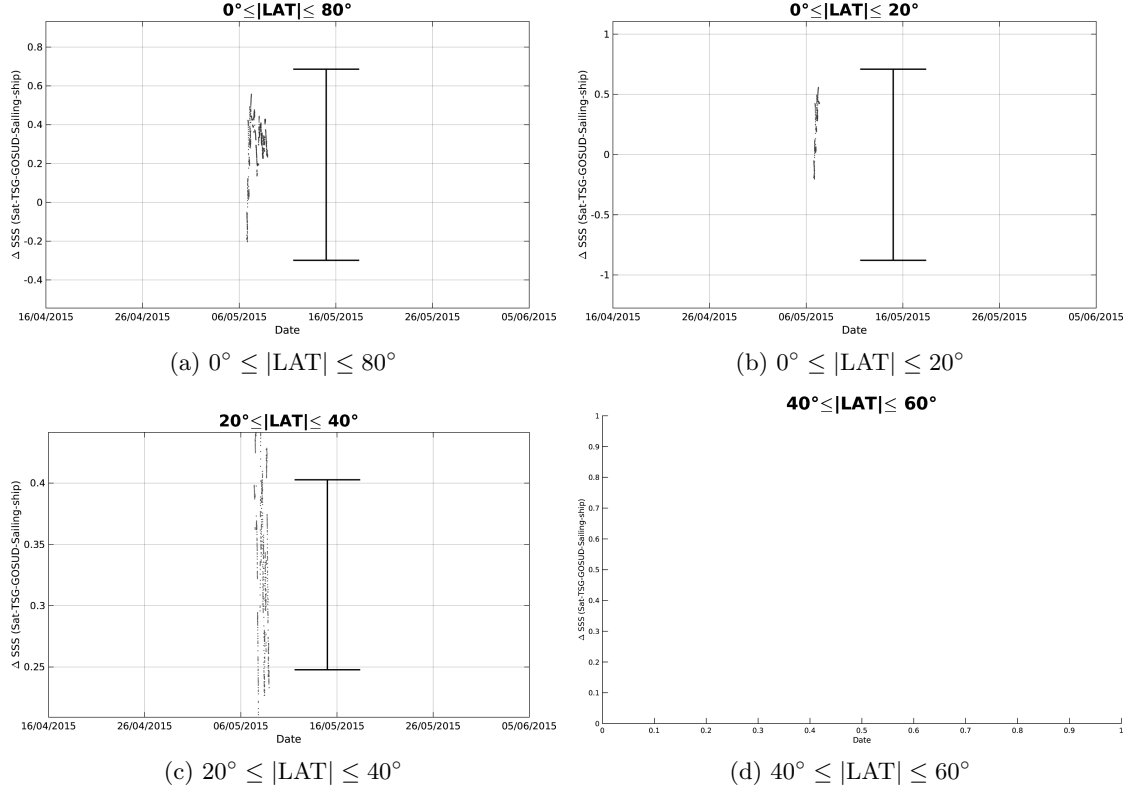 0°≤|LAT|≤ 80°
Δ SSS (Sat-TSG-GOSUD-Sailing-ship)
0.8
0.6
0.4
0.2
0
-0.2
-0.4
16/04/2015 26/04/2015 06/05/2015 16/05/2015 26/05/2015 05/06/2015
Date
(a) 0° ≤ |LAT| ≤ 80°
0°≤|LAT|≤ 20°
Δ SSS (Sat-TSG-GOSUD-Sailing-ship)
1
0.5
0
-0.5
-1
16/04/2015 26/04/2015 06/05/2015 16/05/2015 26/05/2015 05/06/2015
Date
(b) 0° ≤ |LAT| ≤ 20°
20°≤|LAT|≤ 40°
Δ SSS (Sat-TSG-GOSUD-Sailing-ship)
0.4
0.35
0.3
0.25
16/04/2015 26/04/2015 06/05/2015 16/05/2015 26/05/2015 05/06/2015
Date
(c) 20° ≤ |LAT| ≤ 40°
40°≤|LAT|≤ 60°
Δ SSS (Sat-TSG-GOSUD-Sailing-ship)
1
0.9
0.8
0.7
0.6
0.5
0.4
0.3
0.2
0.1
0
0 0.1 0.2 0.3 0.4 0.5 0.6 0.7 0.8 0.9 1
Date
(d) 40° ≤ |LAT| ≤ 60°